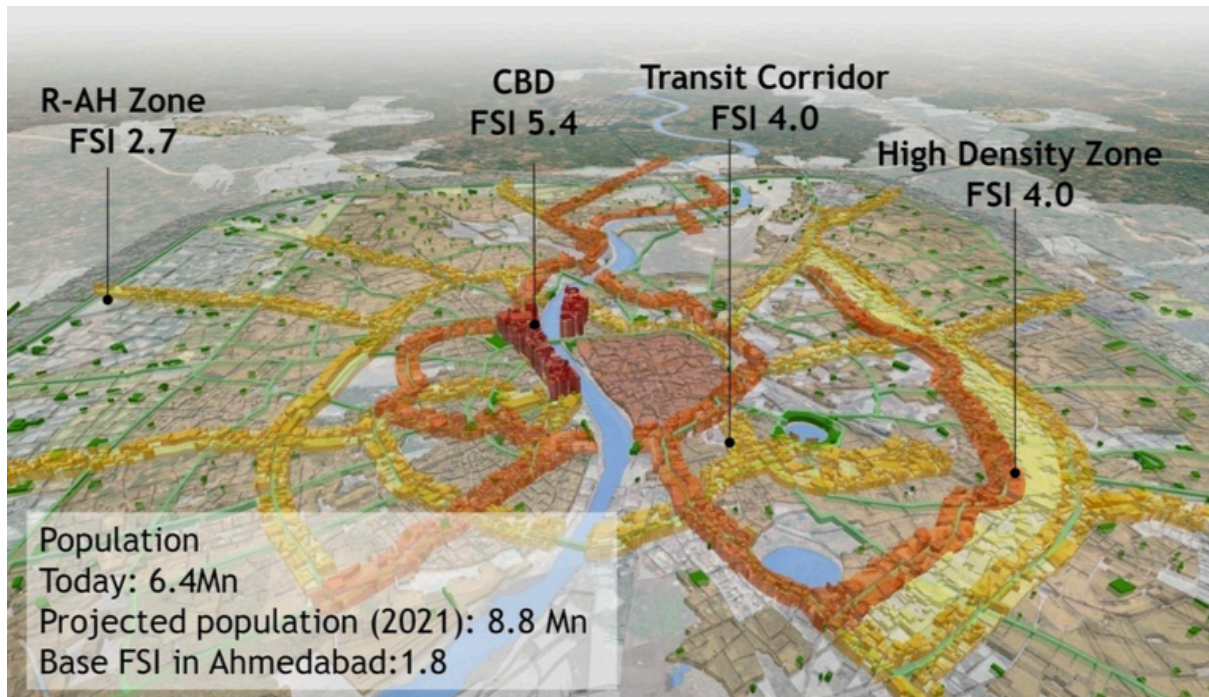 R-AH Zone
FSI 2.7
CBD
FSI 5.4
Transit Corridor
FSI 4.0
High Density Zone
FSI 4.0
Population
Today: 6.4Mn
Projected population (2021): 8.8 Mn
Base FSI in Ahmedabad:1.8